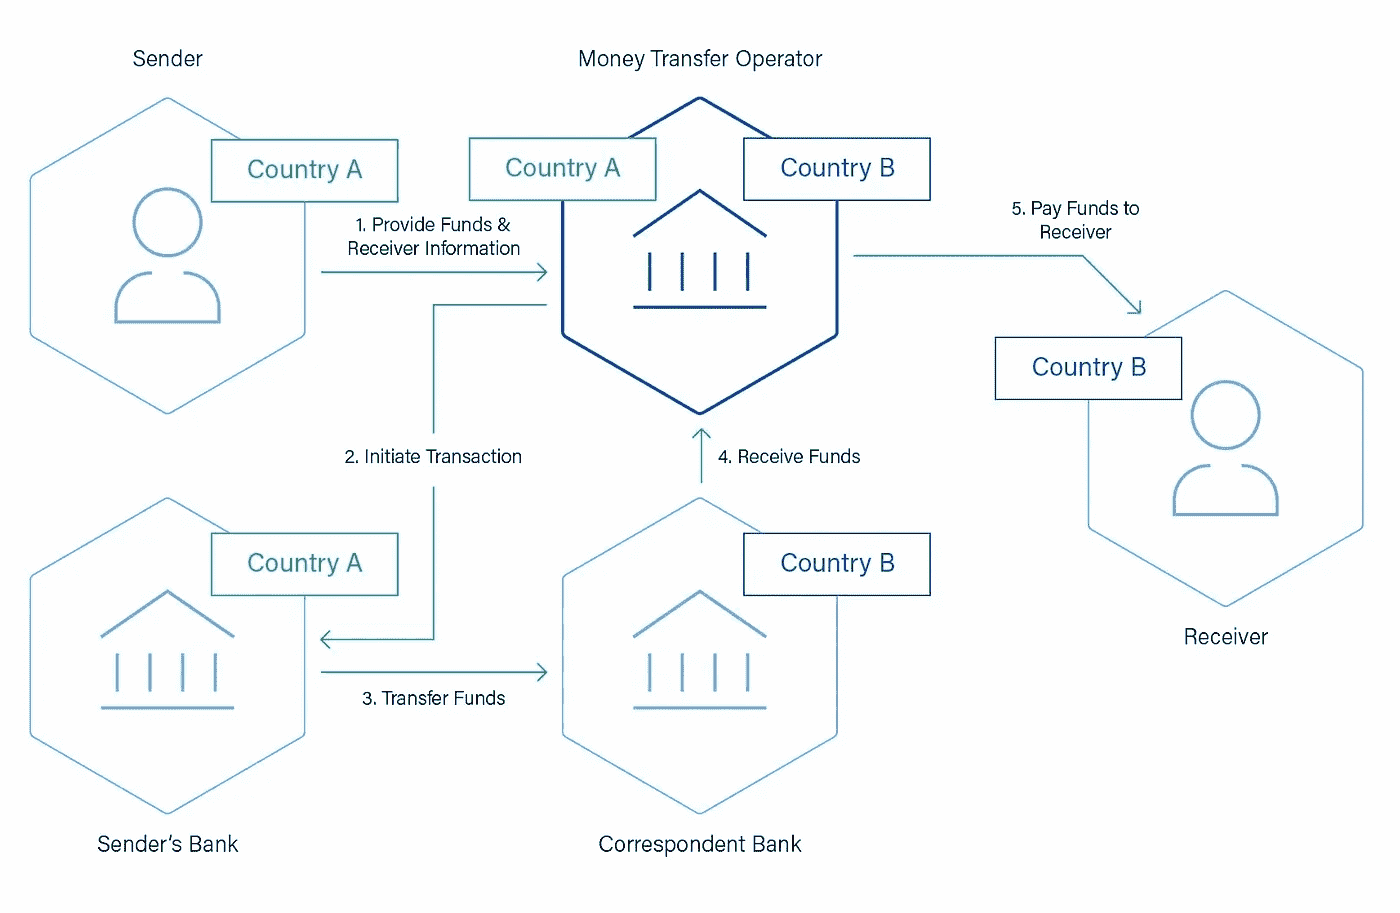 Sender
Money Transfer Operator
Country A
Country A
Country B
1. Provide Funds &
Receiver Information
5. Pay Funds to
Receiver
Country B
2. Initiate Transaction
4. Receive Funds
Country A
Country B
Receiver
3. Transfer Funds
Sender's Bank
Correspondent Bank